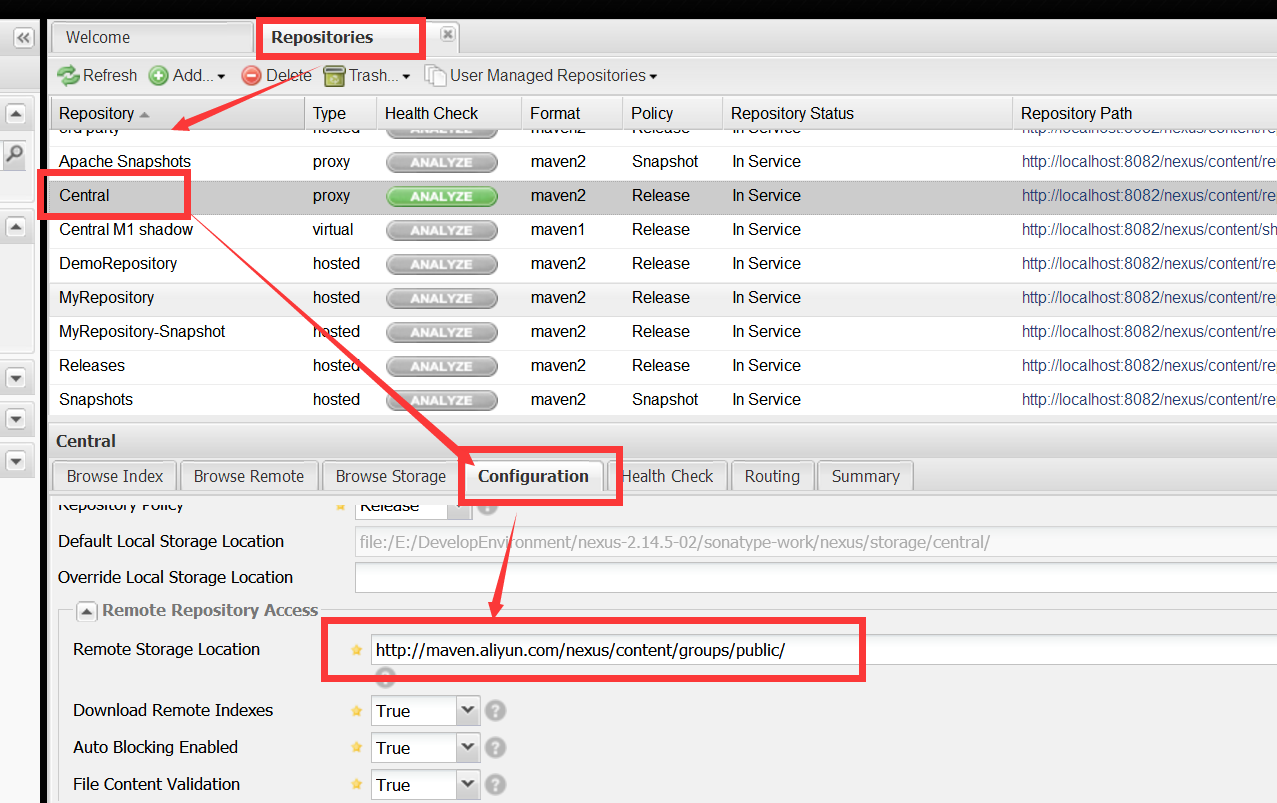 Welcome Repositories
Refresh Add... Delete Trash... User Managed Repositories
Repository Type Health Check Format Policy Repository Status Repository Path
3rd party hosted ANALYZE maven2 Release In Service http://localhost:8082/nexus/content/re
Apache Snapshots proxy ANALYZE maven2 Snapshot In Service http://localhost:8082/nexus/content/rep
Central proxy ANALYZE maven2 Release In Service http://localhost:8082/nexus/content/rep
Central M1 shadow virtual ANALYZE maven1 Release In Service http://localhost:8082/nexus/content/sh
DemoRepository hosted ANALYZE maven2 Release In Service http://localhost:8082/nexus/content/rep
MyRepository hosted ANALYZE maven2 Release In Service http://localhost:8082/nexus/content/rep
MyRepository-Snapshot hosted ANALYZE maven2 Release In Service http://localhost:8082/nexus/content/rep
Releases hosted ANALYZE maven2 Release In Service http://localhost:8082/nexus/content/rep
Snapshots hosted ANALYZE maven2 Snapshot In Service http://localhost:8082/nexus/content/rep
Central
Browse Index Browse Remote Browse Storage Configuration Health Check Routing Summary
Repository Policy Release
Default Local Storage Location file:/E:/DevelopEnvironment/nexus-2.14.5-02/sonatype-work/nexus/storage/central/
Override Local Storage Location
Remote Repository Access
Remote Storage Location http://maven.aliyun.com/nexus/content/groups/public/
Download Remote Indexes True
Auto Blocking Enabled True
File Content Validation True